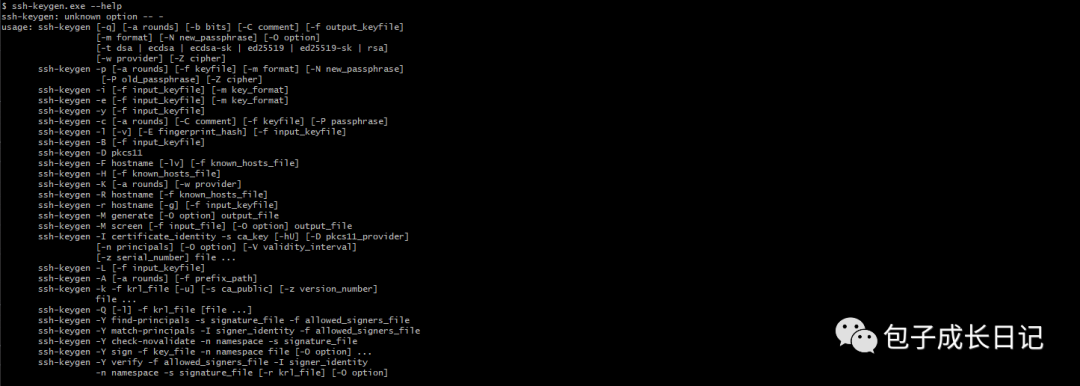 $ ssh-keygen.exe --help
ssh-keygen: unknown option -- -
usage: ssh-keygen [-q] [-a rounds] [-b bits] [-C comment] [-f output_keyfile]
[-m format] [-N new_passphrase] [-O option]
[-t dsa | ecdsa | ecdsa-sk | ed25519 | ed25519-sk | rsa]
[-w provider] [-Z cipher]
ssh-keygen -p [-a rounds] [-f keyfile] [-m format] [-N new_passphrase]
[-P old_passphrase] [-Z cipher]
ssh-keygen -i [-f input_keyfile] [-m key_format]
ssh-keygen -e [-f input_keyfile] [-m key_format]
ssh-keygen -y [-f input_keyfile]
ssh-keygen -c [-a rounds] [-C comment] [-f keyfile] [-P passphrase]
ssh-keygen -l [-v] [-E fingerprint_hash] [-f input_keyfile]
ssh-keygen -B [-f input_keyfile]
ssh-keygen -D pkcs11
ssh-keygen -F hostname [-lv] [-f known_hosts_file]
ssh-keygen -H [-f known_hosts_file]
ssh-keygen -K [-a rounds] [-w provider]
ssh-keygen -R hostname [-f known_hosts_file]
ssh-keygen -r hostname [-g] [-f input_keyfile]
ssh-keygen -M generate [-O option] output_file
ssh-keygen -M screen [-f input_file] [-O option] output_file
ssh-keygen -I certificate_identity -s ca_key [-hU] [-D pkcs11_provider]
[-n principals] [-O option] [-V validity_interval]
[-z serial_number] file ...
ssh-keygen -L [-f input_keyfile]
ssh-keygen -A [-a rounds] [-f prefix_path]
ssh-keygen -k -f krl_file [-u] [-s ca_public] [-z version_number]
file ...
ssh-keygen -Q [-l] -f krl_file [file ...]
ssh-keygen -Y find-principals -s signature_file -f allowed_signers_file
ssh-keygen -Y match-principals -I signer_identity -f allowed_signers_file
ssh-keygen -Y check-novalidate -n namespace -s signature_file
ssh-keygen -Y sign -f key_file -n namespace file [-O option] ...
ssh-keygen -Y verify -f allowed_signers_file -I signer_identity
-n namespace -s signature_file [-r krl_file] [-O option]
包子成长日记